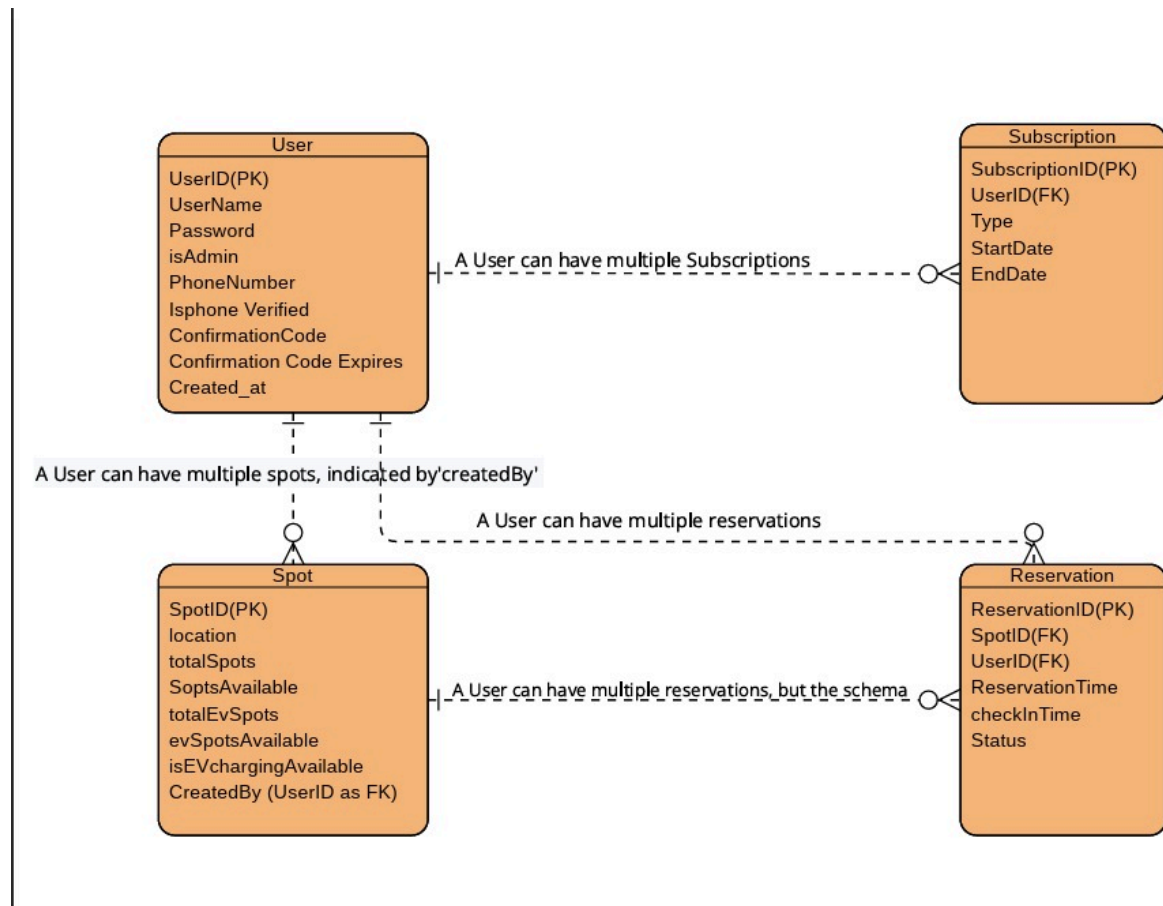 User
UserID(PK)
UserName
Password
isAdmin
PhoneNumber
Isphone Verified
ConfirmationCode
Confirmation Code Expires
Created_at
A User can have multiple Subscriptions
Subscription
SubscriptionID(PK)
UserID(FK)
Type
StartDate
EndDate
A User can have multiple spots, indicated by'createdBy'
A User can have multiple reservations
Spot
SpotID(PK)
location
totalSpots
SoptsAvailable
totalEvSpots
evSpotsAvailable
isEVchargingAvailable
CreatedBy (UserID as FK)
A User can have multiple reservations, but the schema
Reservation
ReservationID(PK)
SpotID(FK)
UserID(FK)
ReservationTime
checkInTime
Status